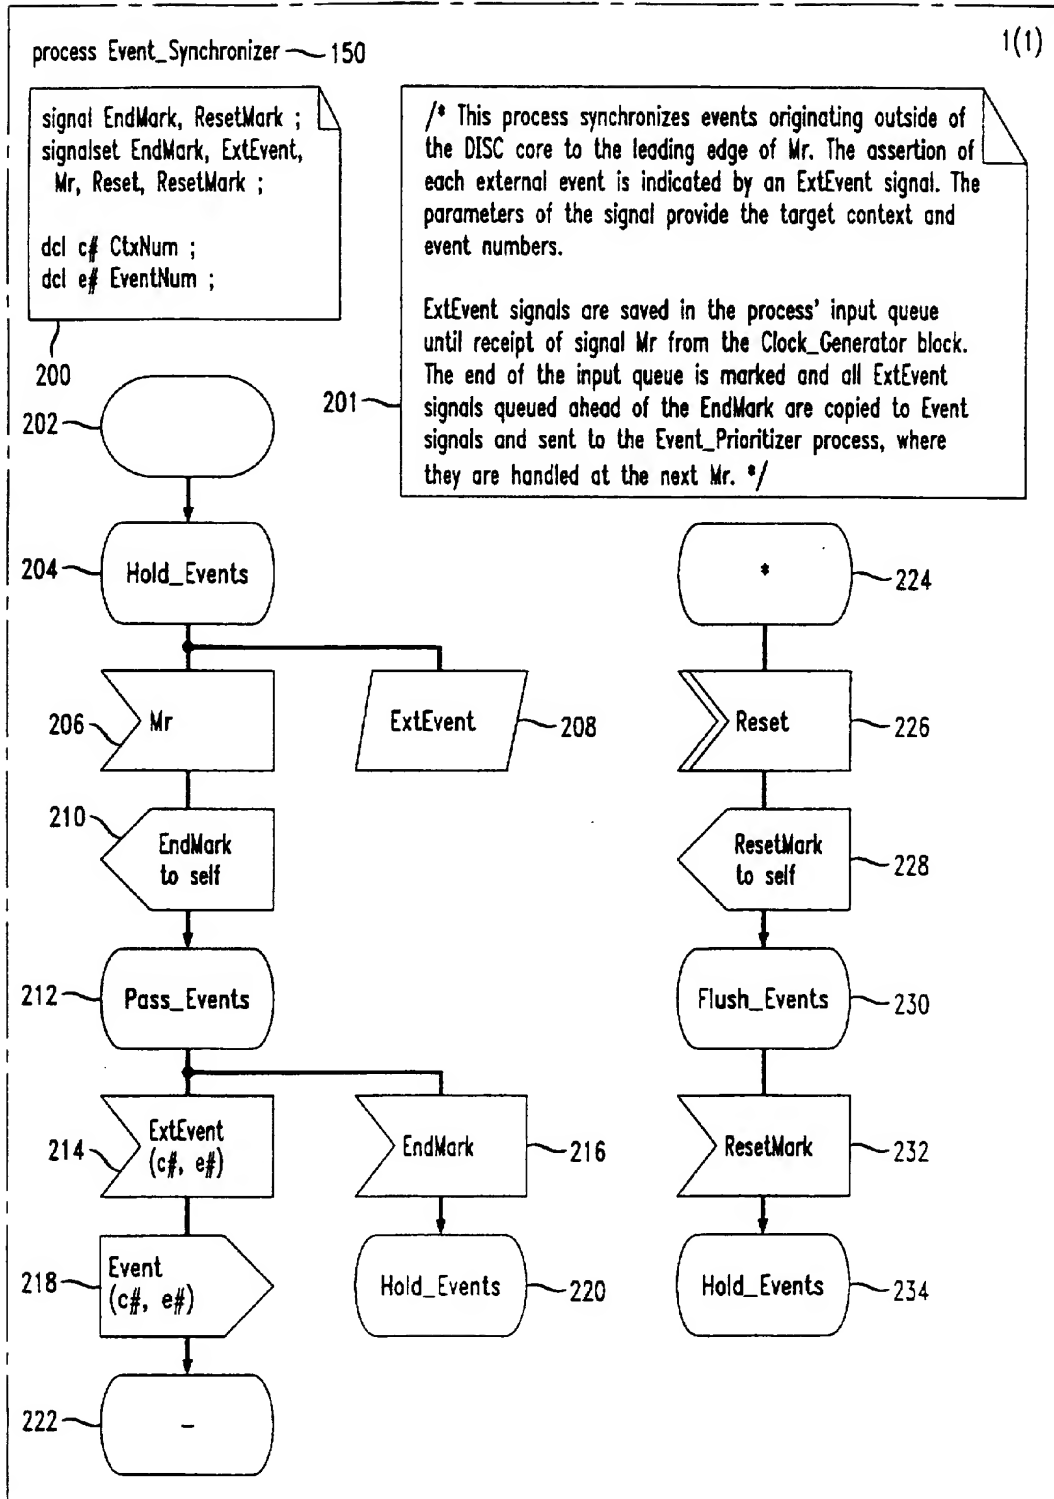 1(1)
process Event_Synchronizer 150
signal EndMark, ResetMark ;
signalset EndMark, ExtEvent,
Mr, Reset, ResetMark ;
dcl c# CtxNum ;
dcl e# EventNum ;
200
/* This process synchronizes events originating outside of
the DISC core to the leading edge of Mr. The assertion of
each external event is indicated by an ExtEvent signal. The
parameters of the signal provide the target context and
event numbers.
ExtEvent signals are saved in the process' input queue
until receipt of signal Mr from the Clock_Generator block.
The end of the input queue is marked and all ExtEvent
signals queued ahead of the EndMark are copied to Event
signals and sent to the Event_Prioritizer process, where
they are handled at the next Mr. */
201
202
204 Hold_Events
* 224
206 Mr
ExtEvent 208
Reset 226
210 EndMark
to self
ResetMark
to self 228
212 Pass_Events
Flush_Events 230
214 ExtEvent
(c#, e#)
EndMark 216
ResetMark 232
218 Event
(c#, e#)
Hold_Events 220
Hold_Events 234
222 –